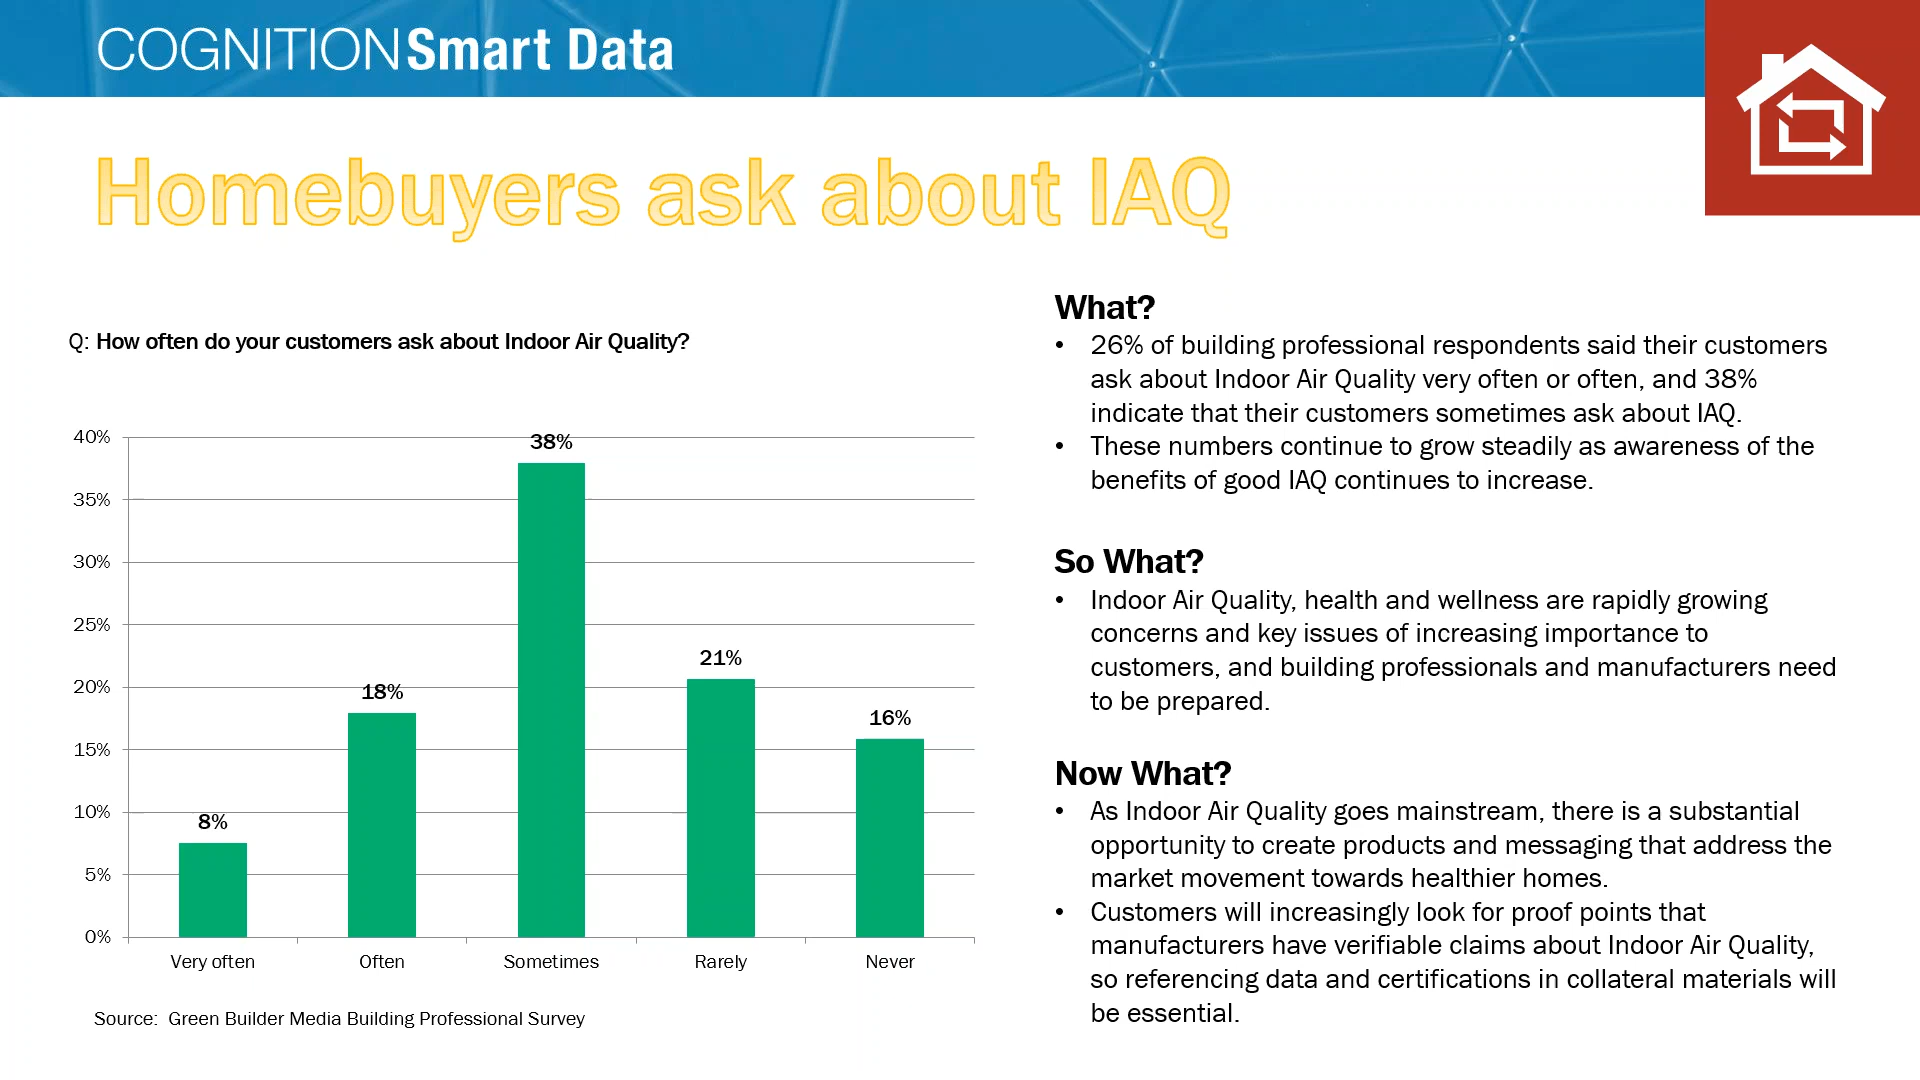 COGNITION Smart Data
Homebuyers ask about IAQ
Q: How often do your customers ask about Indoor Air Quality?
40%
35%
30%
25%
20%
15%
10%
5%
0%
8%
18%
38%
21%
16%
Very often
Often
Sometimes
Rarely
Never
Source: Green Builder Media Building Professional Survey
What?
• 26% of building professional respondents said their customers
ask about Indoor Air Quality very often or often, and 38%
indicate that their customers sometimes ask about IAQ.
• These numbers continue to grow steadily as awareness of the
benefits of good IAQ continues to increase.
So What?
• Indoor Air Quality, health and wellness are rapidly growing
concerns and key issues of increasing importance to
customers, and building professionals and manufacturers need
to be prepared.
Now What?
• As Indoor Air Quality goes mainstream, there is a substantial
opportunity to create products and messaging that address the
market movement towards healthier homes.
• Customers will increasingly look for proof points that
manufacturers have verifiable claims about Indoor Air Quality,
so referencing data and certifications in collateral materials will
be essential.